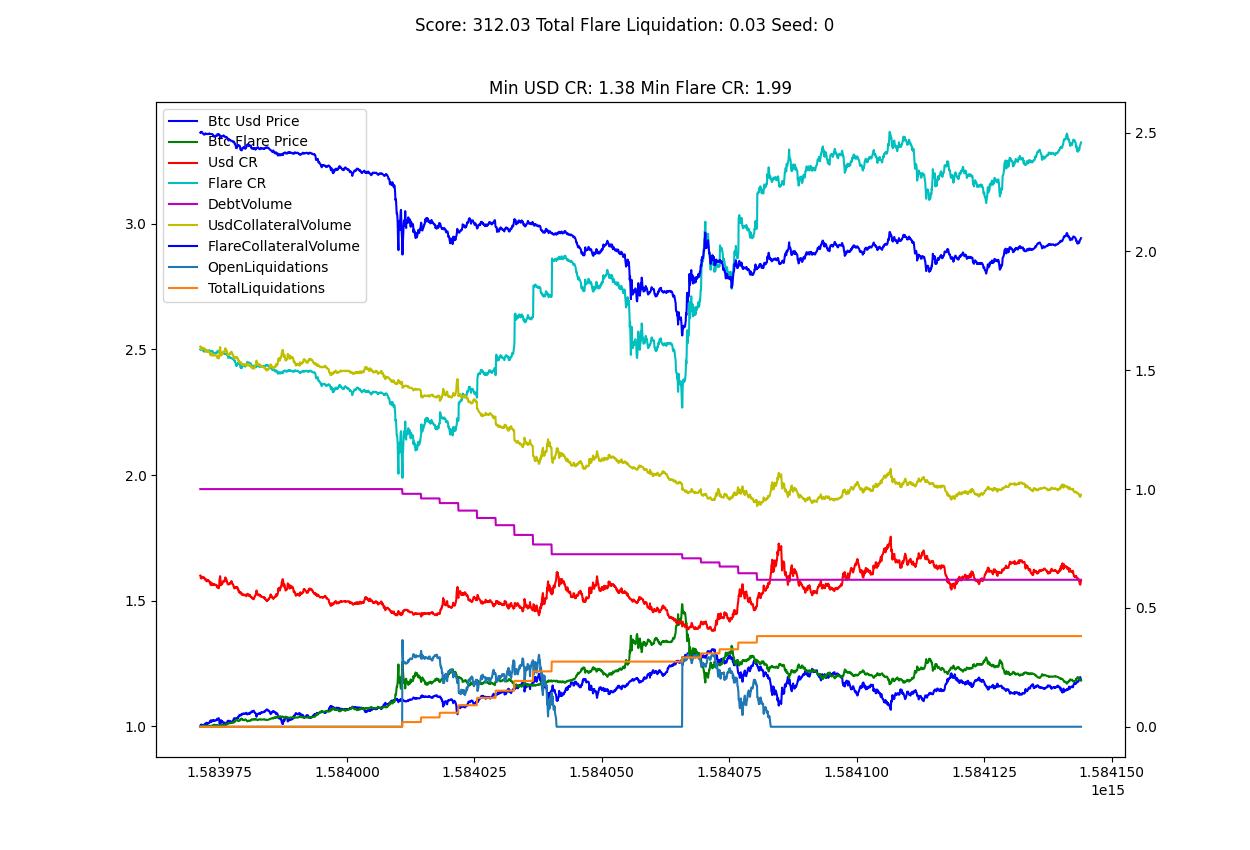 Score: 312.03 Total Flare Liquidation: 0.03 Seed: 0
Min USD CR: 1.38 Min Flare CR: 1.99
Btc Usd Price
Btc Flare Price
Usd CR
Flare CR
DebtVolume
UsdCollateralVolume
FlareCollateralVolume
OpenLiquidations
TotalLiquidations
3.0
2.5
2.0
1.5
1.0
2.5
2.0
1.5
1.0
0.5
0.0
1.583975 1.584000 1.584025 1.584050 1.584075 1.584100 1.584125 1.584150
1e15